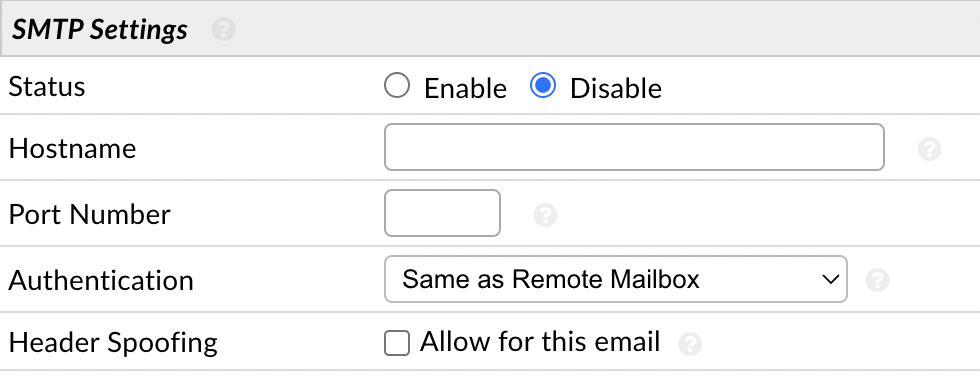 SMTP Settings ?
Status Enable Disable
Hostname ?
Port Number ?
Authentication Same as Remote Mailbox ?
Header Spoofing Allow for this email ?